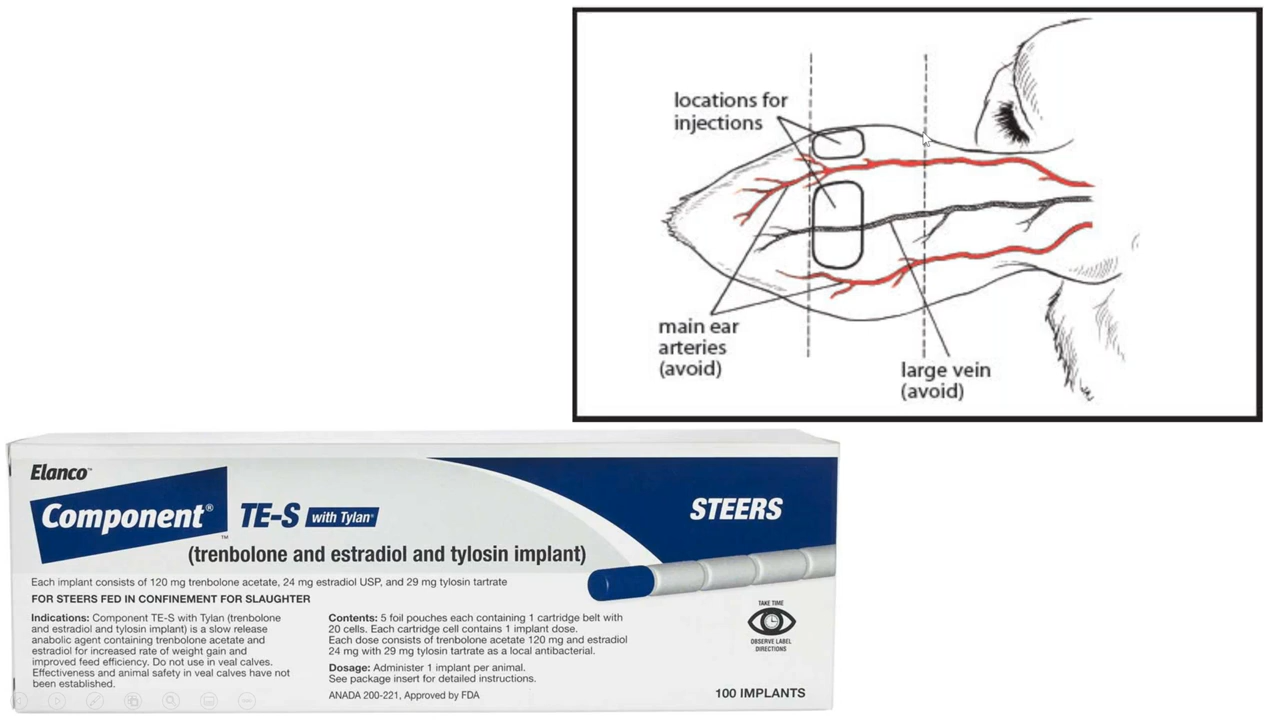 locations for
injections
main ear
arteries
(avoid)
large vein
(avoid)
Elanco™
Component®™
TE-S with Tylan®
STEERS
(trenbolone and estradiol and tylosin implant)
Each implant consists of 120 mg trenbolone acetate, 24 mg estradiol USP, and 29 mg tylosin tartrate
FOR STEERS FED IN CONFINEMENT FOR SLAUGHTER
Indications: Component TE-S with Tylan (trenbolone
and estradiol and tylosin implant) is a slow release
anabolic agent containing trenbolone acetate and
estradiol for increased rate of weight gain and
improved feed efficiency. Do not use in veal calves.
Effectiveness and animal safety in veal calves have not
been established.
Contents: 5 foil pouches each containing 1 cartridge belt with
20 cells. Each cartridge cell contains 1 implant dose.
Each dose consists of trenbolone acetate 120 mg and estradiol
24 mg with 29 mg tylosin tartrate as a local antibacterial.
Dosage: Administer 1 implant per animal.
See package insert for detailed instructions.
ANADA 200-221, Approved by FDA
TAKE TIME
OBSERVE LABEL
DIRECTIONS
100 IMPLANTS